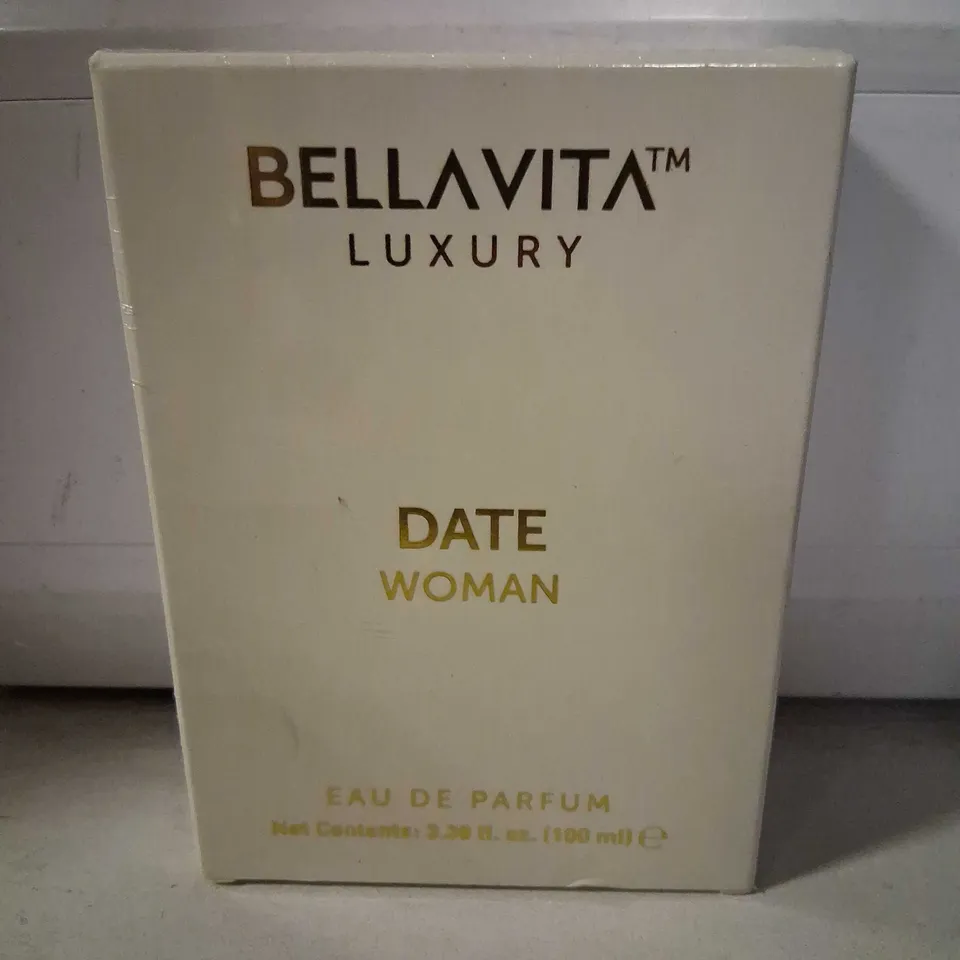 BELLAVITA™
LUXURY
DATE
WOMAN
EAU DE PARFUM
Net Contents: 3.38 fl. oz. (100 ml) ℮